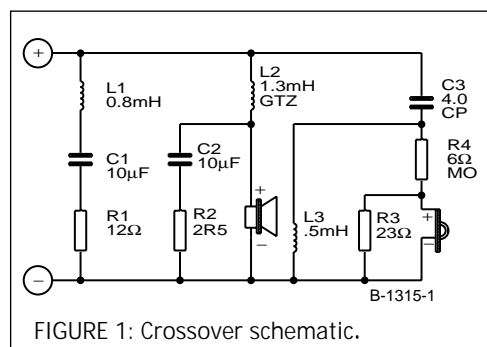 +
L1
0.8mH
C1
10µF
R1
12Ω
L2
1.3mH
GTZ
C2
10µF
R2
2R5
+
−
L3
.5mH
C3
4.0
CP
R4
6Ω
MO
R3
23Ω
+
−
−
B-1315-1
FIGURE 1: Crossover schematic.